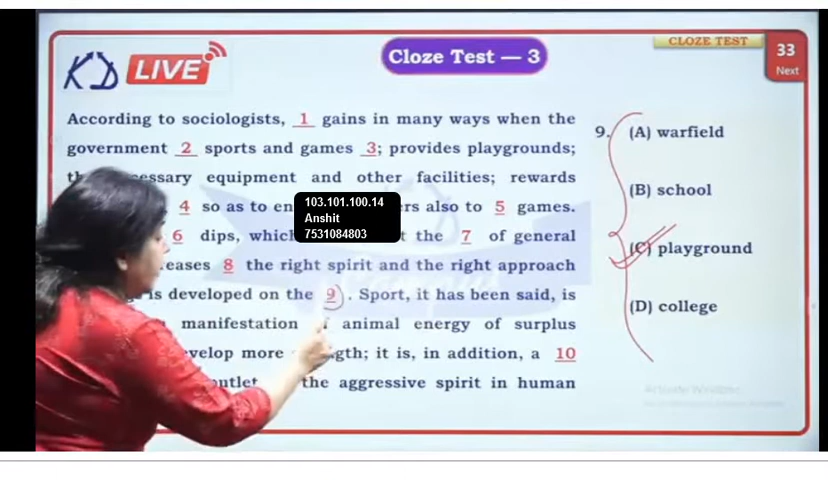 KD LIVE
Cloze Test — 3
CLOZE TEST
33
Next
According to sociologists, 1 gains in many ways when the
government 2 sports and games 3; provides playgrounds;
essary equipment and other facilities; rewards
4 so as to en ers also to 5 games.
6 dips, whic t the 7 of general
eases 8 the right spirit and the right approach
is developed on the 9. Sport, it has been said, is
manifestation animal energy of surplus
velop more gth; it is, in addition, a 10
outlet the aggressive spirit in human
103.101.100.14
Anshit
7531084803
9.
(A) warfield
(B) school
(C) playground
(D) college